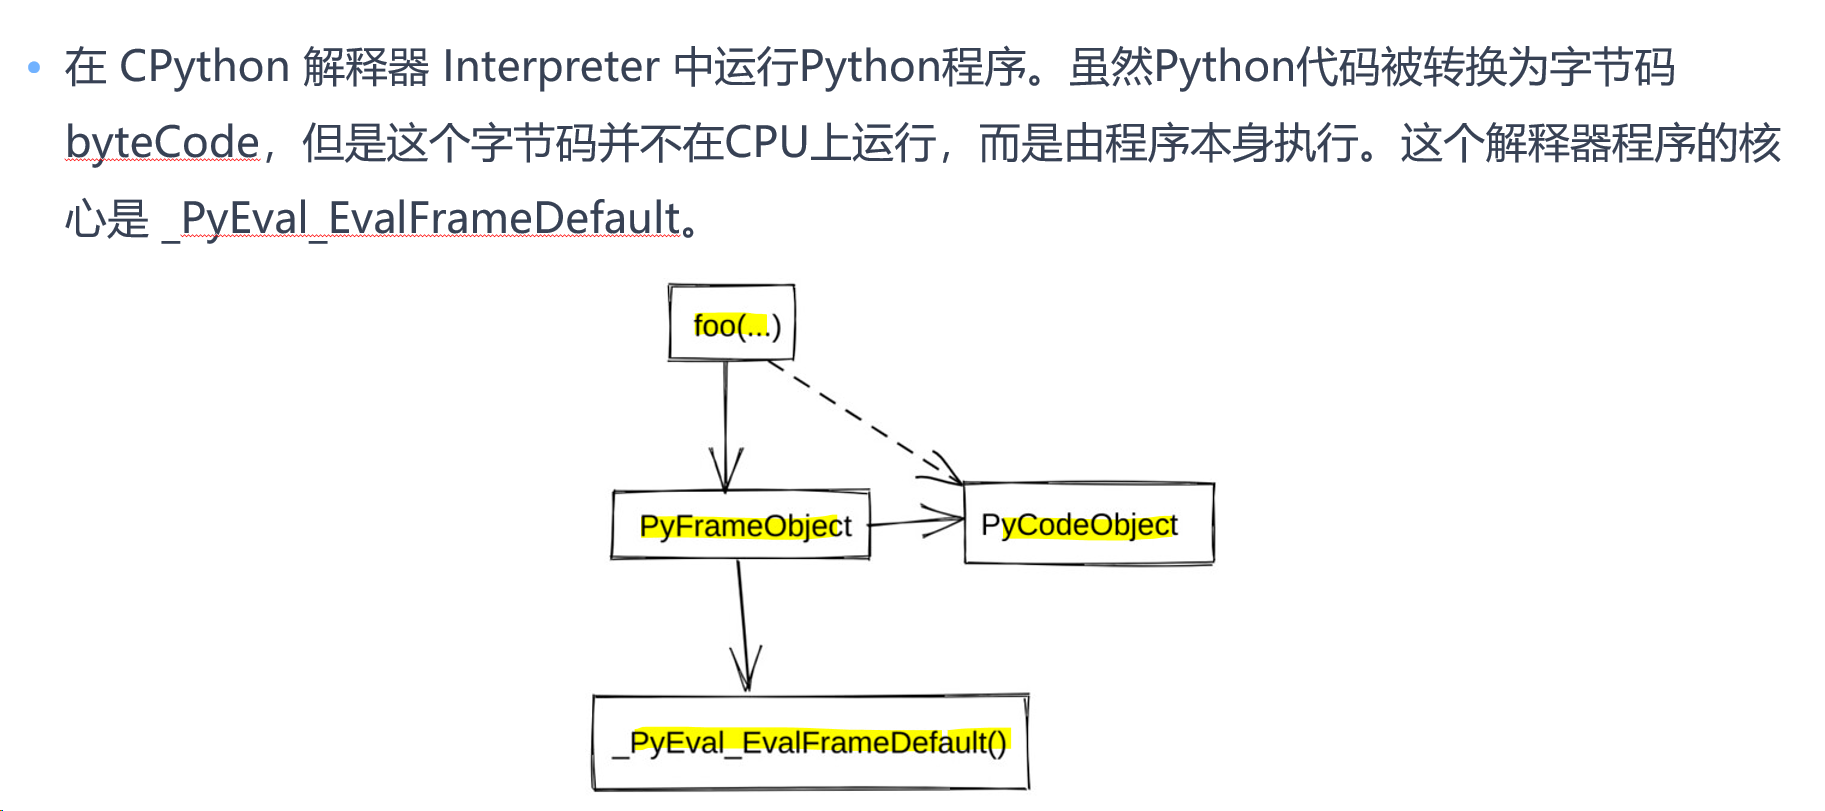 在 CPython 解释器 Interpreter 中运行Python程序。虽然Python代码被转换为字节码
byteCode，但是这个字节码并不在CPU上运行，而是由程序本身执行。这个解释器程序的核
心是 _PyEval_EvalFrameDefault。
foo(...)
PyFrameObject
PyCodeObject
_PyEval_EvalFrameDefault()